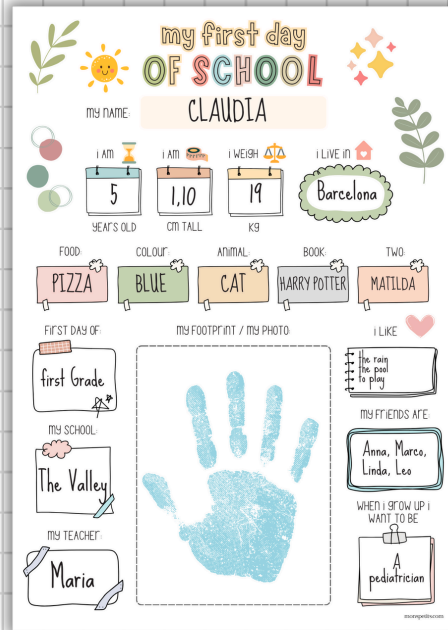 my first day
OF SCHOOL
MY NAME: CLAUDIA
i AM
i AM
i WEIGH
i LIVE iN
5
1,10
19
Barcelona
YEARS OLD
CM TALL
KG
FOOD:
COLOUR:
ANIMAL:
BOOK:
TWO:
PIZZA
BLUE
CAT
HARRY POTTER
MATILDA
FIRST DAY OF:
MY FOOTPRINT / MY PHOTO:
i LIKE
first Grade
the rain
the pool
to play
MY SCHOOL:
MY FRIENDS ARE:
The Valley
Anna, Marco,
Linda, Leo
WHEN i GROW UP i
WANT TO BE
MY TEACHER:
Maria
A
pediatrician
morepetits.com